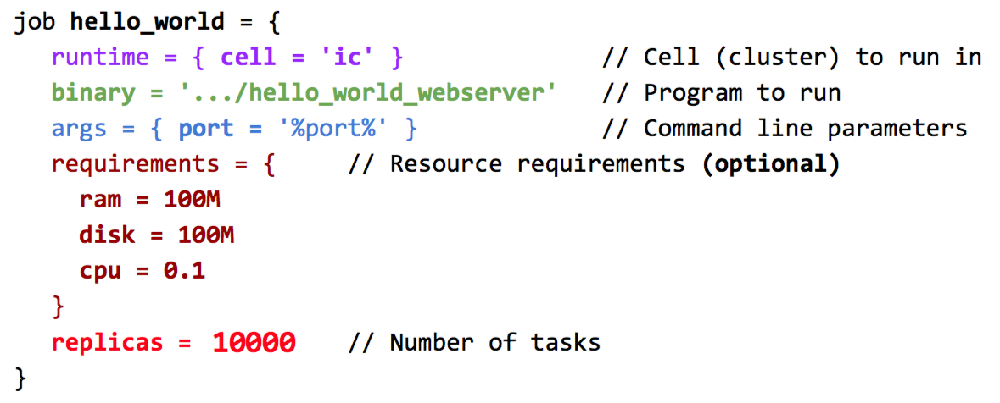 job hello_world = {
runtime = { cell = 'ic' } // Cell (cluster) to run in
binary = '.../hello_world_webserver' // Program to run
args = { port = '%port%' } // Command line parameters
requirements = { // Resource requirements (optional)
ram = 100M
disk = 100M
cpu = 0.1
}
replicas = 10000 // Number of tasks
}